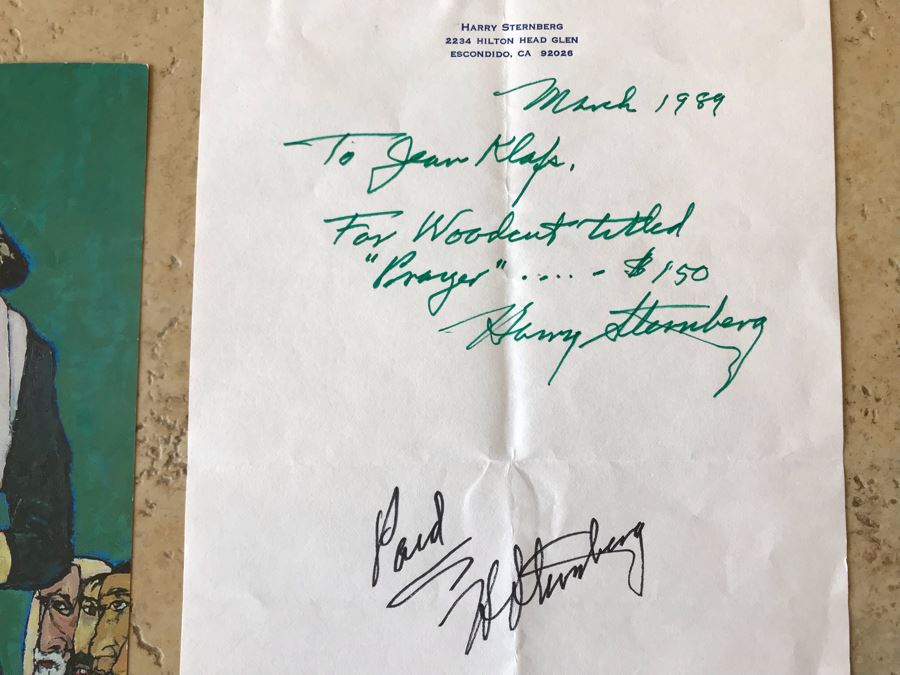 HARRY STERNBERG
2234 HILTON HEAD GLEN
ESCONDIDO, CA 92026
March 1989
To Jean Klafs,
For Woodcut titled
"Prayer" ..... $150
Harry Sternberg
Paid
H Sternberg